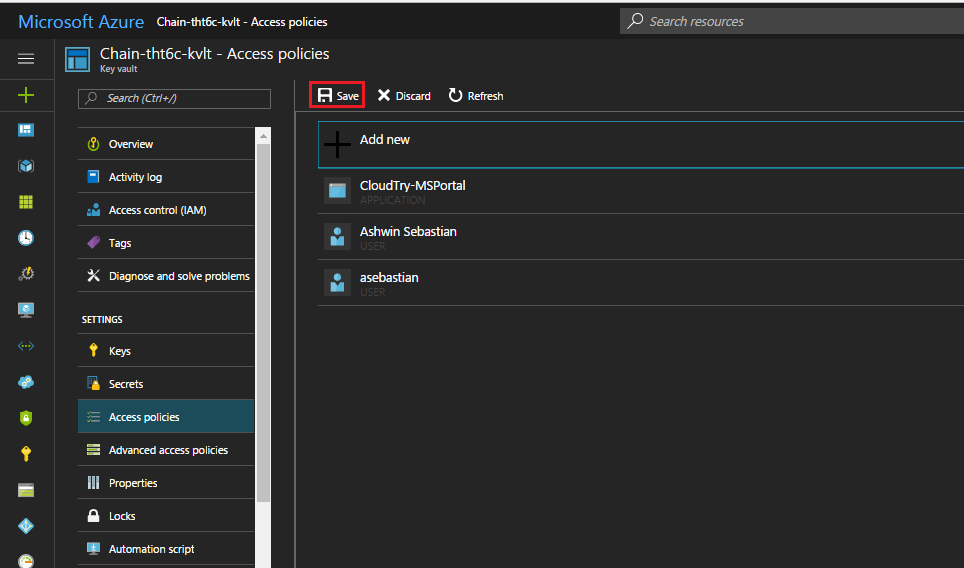 Microsoft Azure Chain-tht6c-kvlt - Access policies
Search resources
Chain-tht6c-kvlt - Access policies
Key vault
Search (Ctrl+/)
Overview
Activity log
Access control (IAM)
Tags
Diagnose and solve problems
SETTINGS
Keys
Secrets
Access policies
Advanced access policies
Properties
Locks
Automation script
Save Discard Refresh
Add new
CloudTry-MSPortal
APPLICATION
Ashwin Sebastian
USER
asebastian
USER